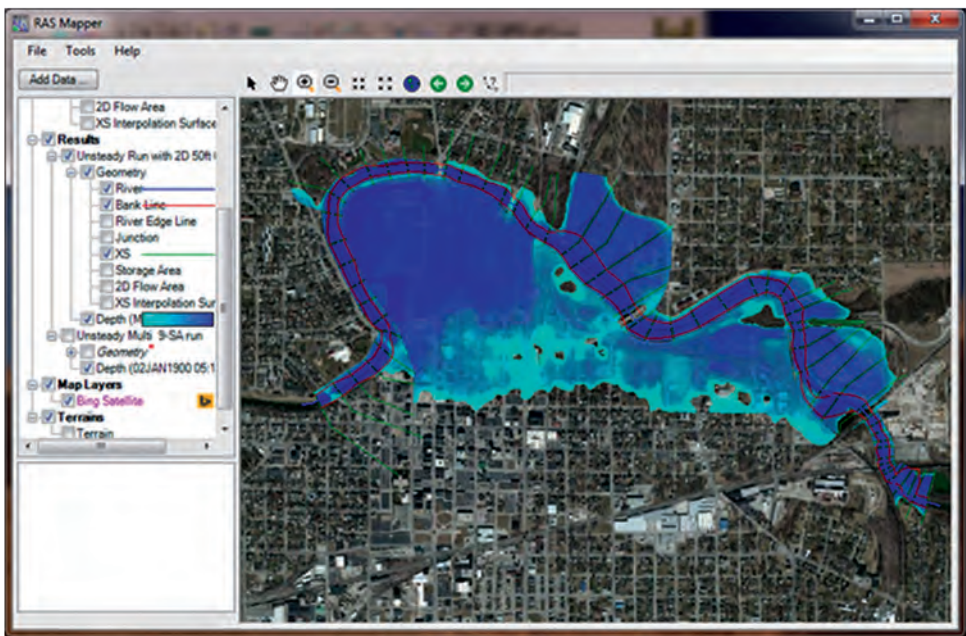 RAS Mapper
File Tools Help
Add Data ...
2D Flow Area
XS Interpolation Surface
Results
Unsteady Run with 2D 50ft
Geometry
River
Bank Line
River Edge Line
Junction
XS
Storage Area
2D Flow Area
XS Interpolation Sur
Depth (M
Unsteady Multi 9-SA run
Geometry
Depth (02JAN1900 05:1
Map Layers
Bing Satellite
Terrains
Terrain